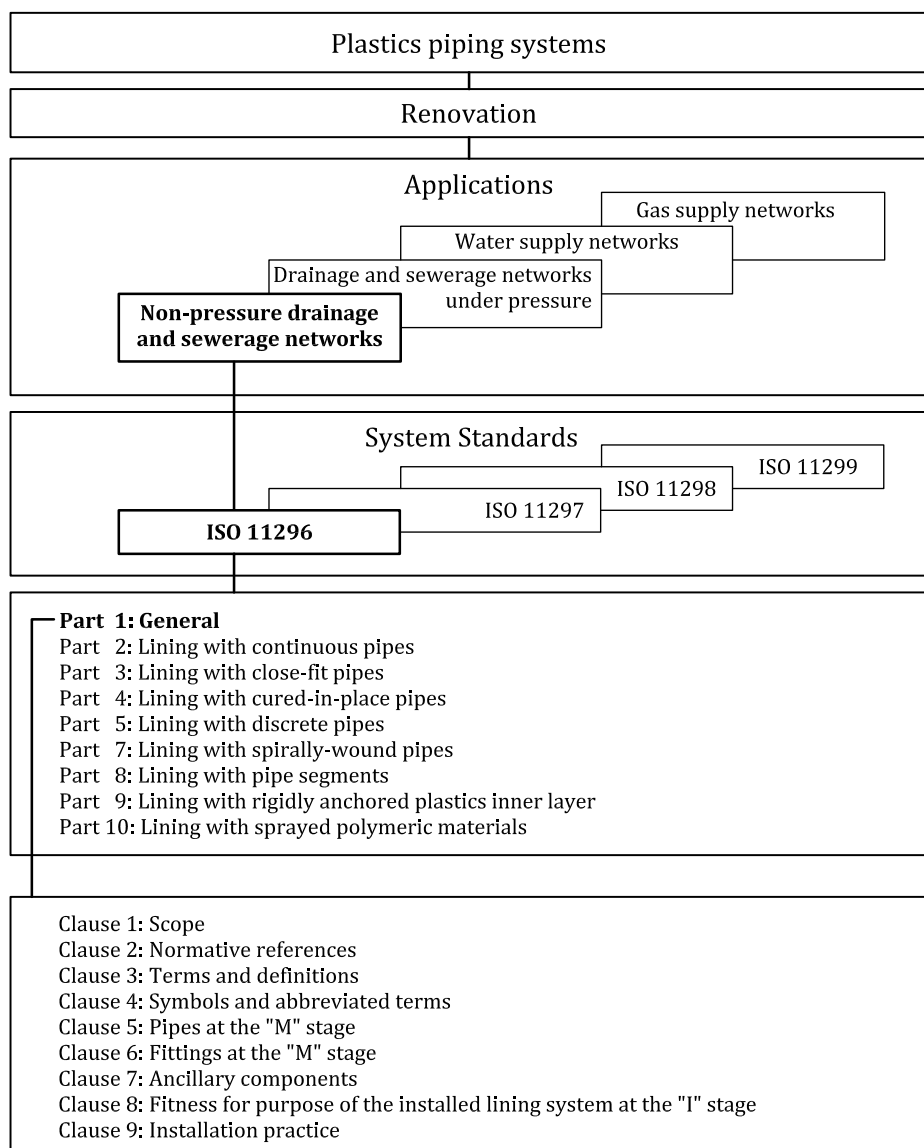 Plastics piping systems
Renovation
Applications
Gas supply networks
Water supply networks
Drainage and sewerage networks
under pressure
Non-pressure drainage
and sewerage networks
System Standards
ISO 11299
ISO 11298
ISO 11297
ISO 11296
Part 1: General
Part 2: Lining with continuous pipes
Part 3: Lining with close-fit pipes
Part 4: Lining with cured-in-place pipes
Part 5: Lining with discrete pipes
Part 7: Lining with spirally-wound pipes
Part 8: Lining with pipe segments
Part 9: Lining with rigidly anchored plastics inner layer
Part 10: Lining with sprayed polymeric materials
Clause 1: Scope
Clause 2: Normative references
Clause 3: Terms and definitions
Clause 4: Symbols and abbreviated terms
Clause 5: Pipes at the "M" stage
Clause 6: Fittings at the "M" stage
Clause 7: Ancillary components
Clause 8: Fitness for purpose of the installed lining system at the "I" stage
Clause 9: Installation practice